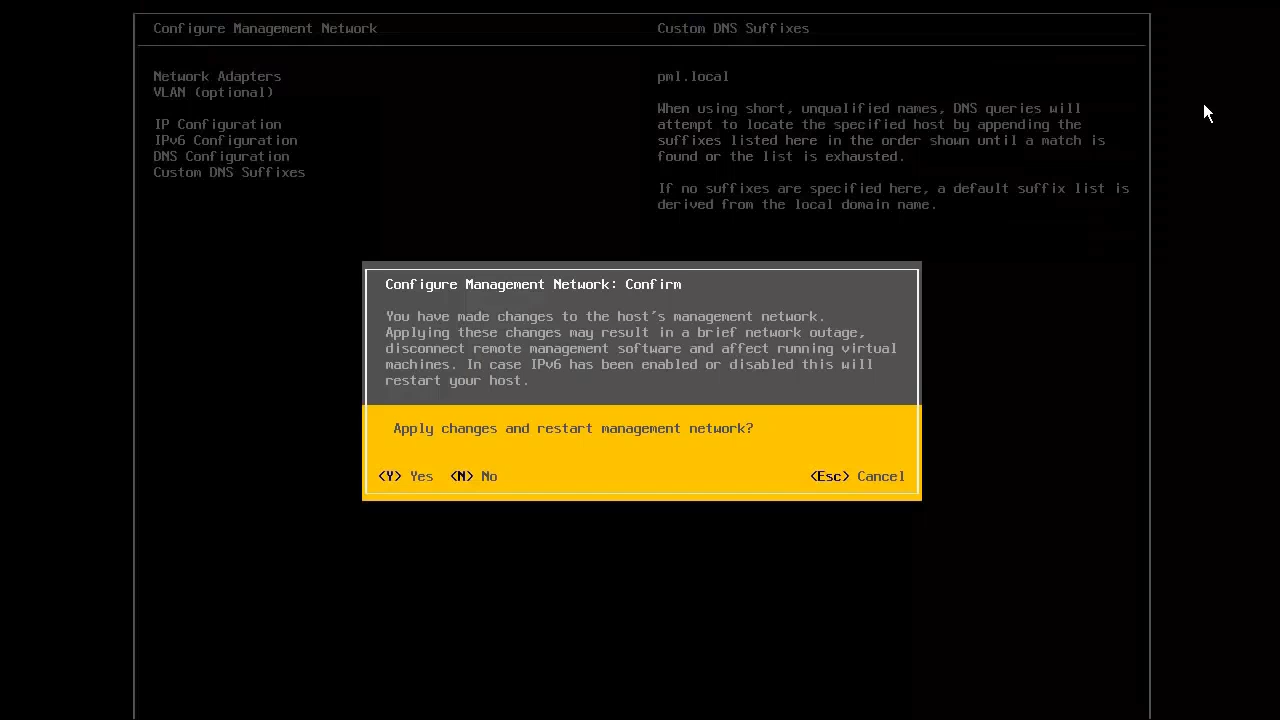 Configure Management Network
Custom DNS Suffixes
Network Adapters
VLAN (optional)
IP Configuration
IPv6 Configuration
DNS Configuration
Custom DNS Suffixes
pml.local
When using short, unqualified names, DNS queries will
attempt to locate the specified host by appending the
suffixes listed here in the order shown until a match is
found or the list is exhausted.
If no suffixes are specified here, a default suffix list is
derived from the local domain name.
Configure Management Network: Confirm
You have made changes to the host's management network.
Applying these changes may result in a brief network outage,
disconnect remote management software and affect running virtual
machines. In case IPv6 has been enabled or disabled this will
restart your host.
Apply changes and restart management network?
<Y> Yes <N> No <Esc> Cancel